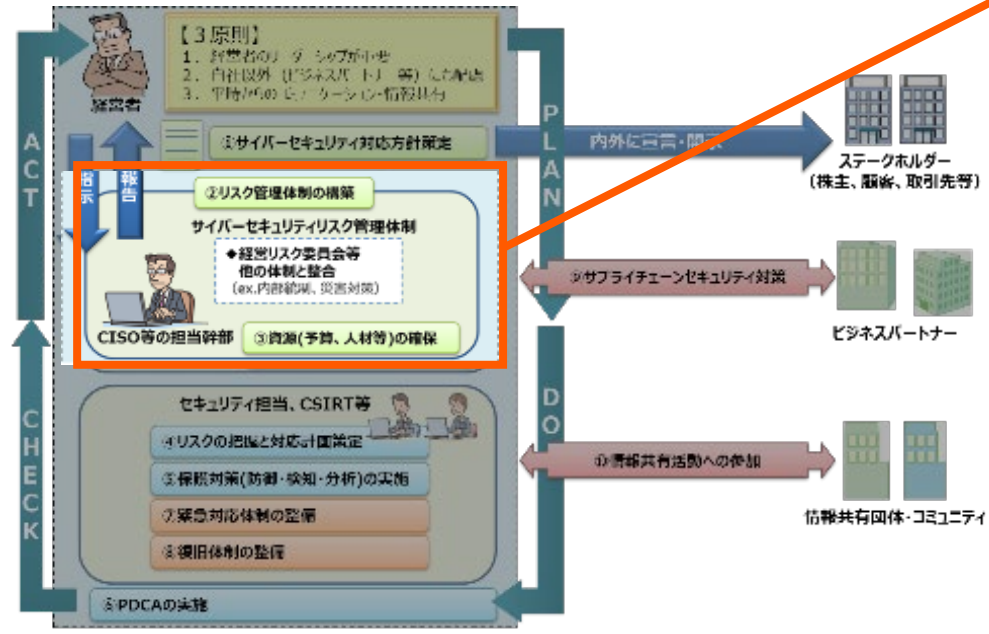 【3原則】
1. 経営者のリーダーシップが重要
2. 自社以外(ビジネスパートナー等)にも配慮
3. 平時からのコミュニケーション・情報共有
経営者
ACT
PLAN
①サイバーセキュリティ対応方針策定
内外に宣言・開示
ステークホルダー
(株主、顧客、取引先等)
指示
報告
②リスク管理体制の構築
サイバーセキュリティリスク管理体制
◆経営リスク委員会等
他の体制と整合
(ex.内部統制、災害対策)
⑨サプライチェーンセキュリティ対策
ビジネスパートナー
CISO等の担当幹部
③資源(予算、人材等)の確保
CHECK
DO
セキュリティ担当、CSIRT等
④リスクの把握と対応計画策定
⑤保護対策(防御・検知・分析)の実施
⑩情報共有活動への参加
⑦緊急対応体制の整備
⑧復旧体制の整備
情報共有団体・コミュニティ
⑥PDCAの実施